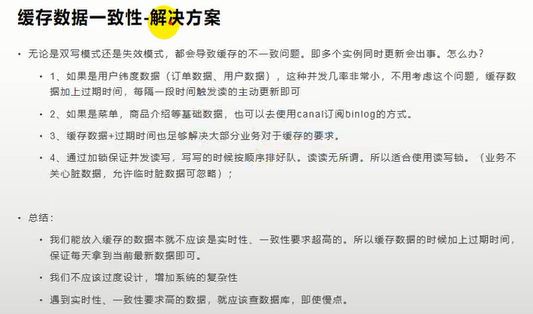 缓存数据一致性-解决方案
• 无论是双写模式还是失效模式，都会导致缓存的不一致问题。即多个实例同时更新会出事。怎么办？
• 1、如果是用户纬度数据（订单数据、用户数据），这种并发几率非常小，不用考虑这个问题，缓存数
据加上过期时间，每隔一段时间触发读的主动更新即可
• 2、如果是菜单，商品介绍等基础数据，也可以去使用canal订阅binlog的方式。
• 3、缓存数据+过期时间也足够解决大部分业务对于缓存的要求。
• 4、通过加锁保证并发读写，写写的时候按顺序排好队。读读无所谓。所以适合使用读写锁。（业务不
关心脏数据，允许临时脏数据可忽略）；
• 总结：
• 我们能放入缓存的数据本就不应该是实时性、一致性要求超高的。所以缓存数据的时候加上过期时间，
保证每天拿到当前最新数据即可。
• 我们不应该过度设计，增加系统的复杂性
• 遇到实时性、一致性要求高的数据，就应该查数据库，即使慢点。